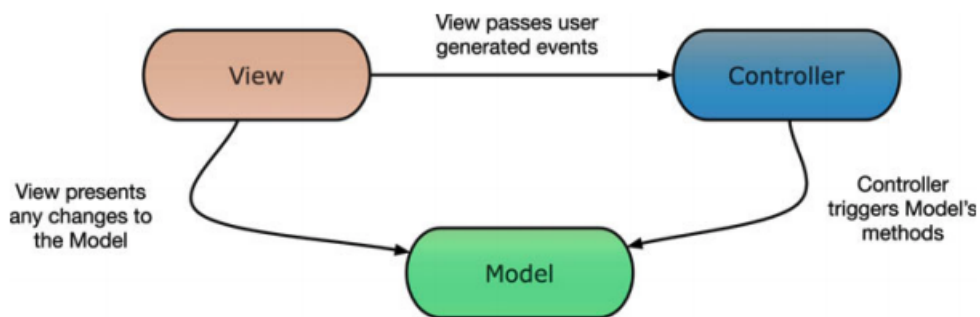 View passes user
generated events
View
Controller
View presents
any changes to
the Model
Controller
triggers Model's
methods
Model